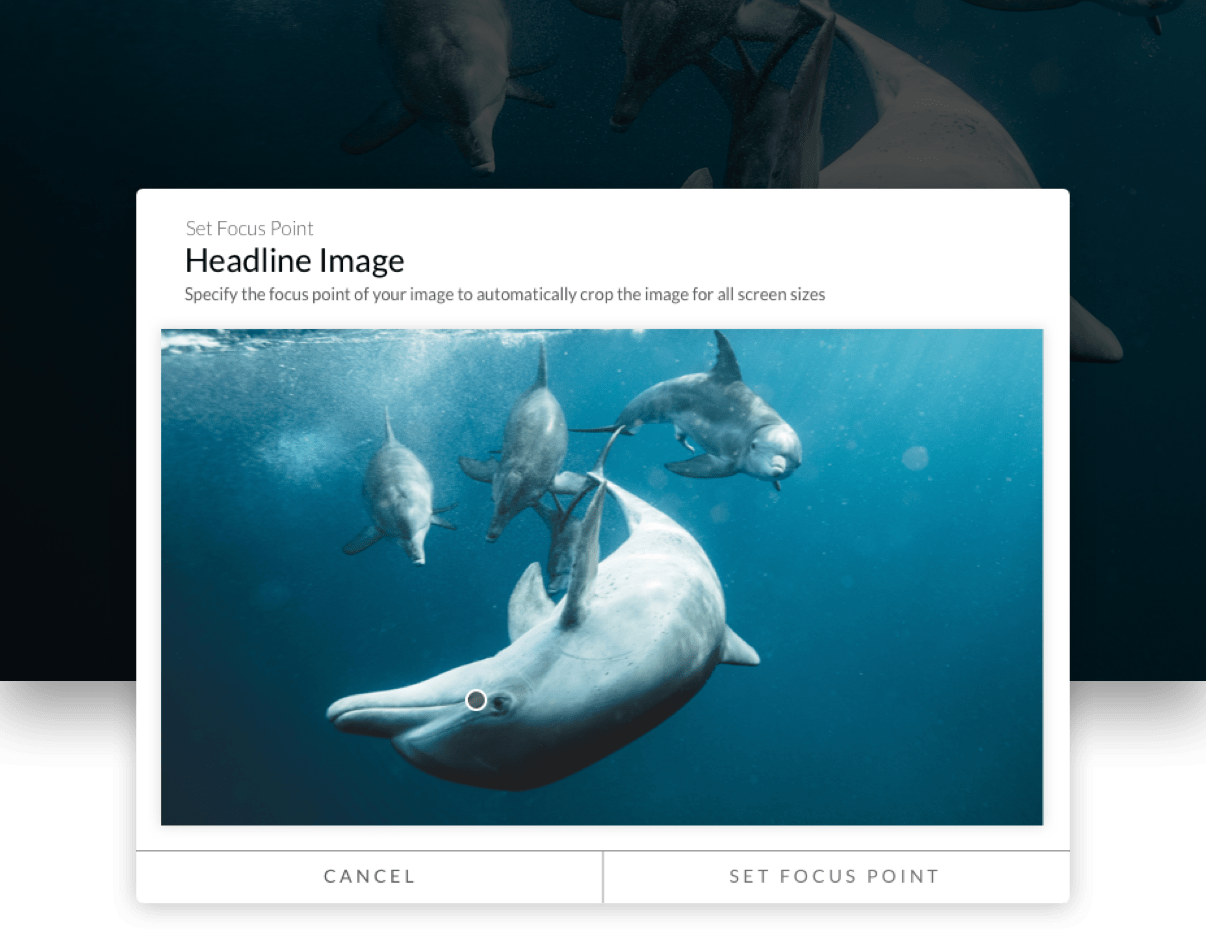 Set Focus Point
Headline Image
Specify the focus point of your image to automatically crop the image for all screen sizes
CANCEL
SET FOCUS POINT